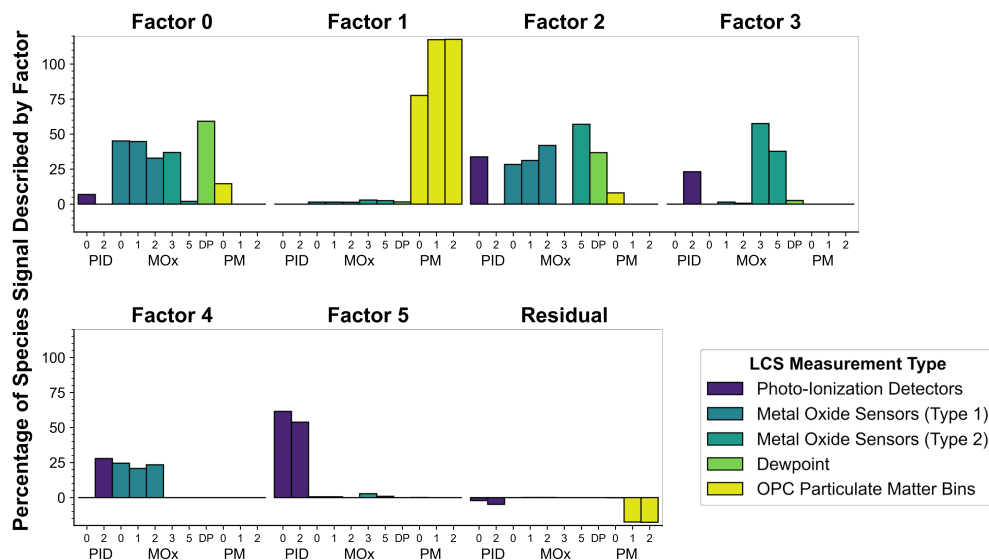 Factor 0 Factor 1 Factor 2 Factor 3
Percentage of Species Signal Described by Factor
100
75
50
25
0
0 2 0 1 2 3 5 DP 0 1 2 0 2 0 1 2 3 5 DP 0 1 2 0 2 0 1 2 3 5 DP 0 1 2 0 2 0 1 2 3 5 DP 0 1 2
PID MOx PM PID MOx PM PID MOx PM PID MOx PM
Factor 4 Factor 5 Residual
100
75
50
25
0
0 2 0 1 2 3 5 DP 0 1 2 0 2 0 1 2 3 5 DP 0 1 2 0 2 0 1 2 3 5 DP 0 1 2
PID MOx PM PID MOx PM PID MOx PM
LCS Measurement Type
Photo-Ionization Detectors
Metal Oxide Sensors (Type 1)
Metal Oxide Sensors (Type 2)
Dewpoint
OPC Particulate Matter Bins